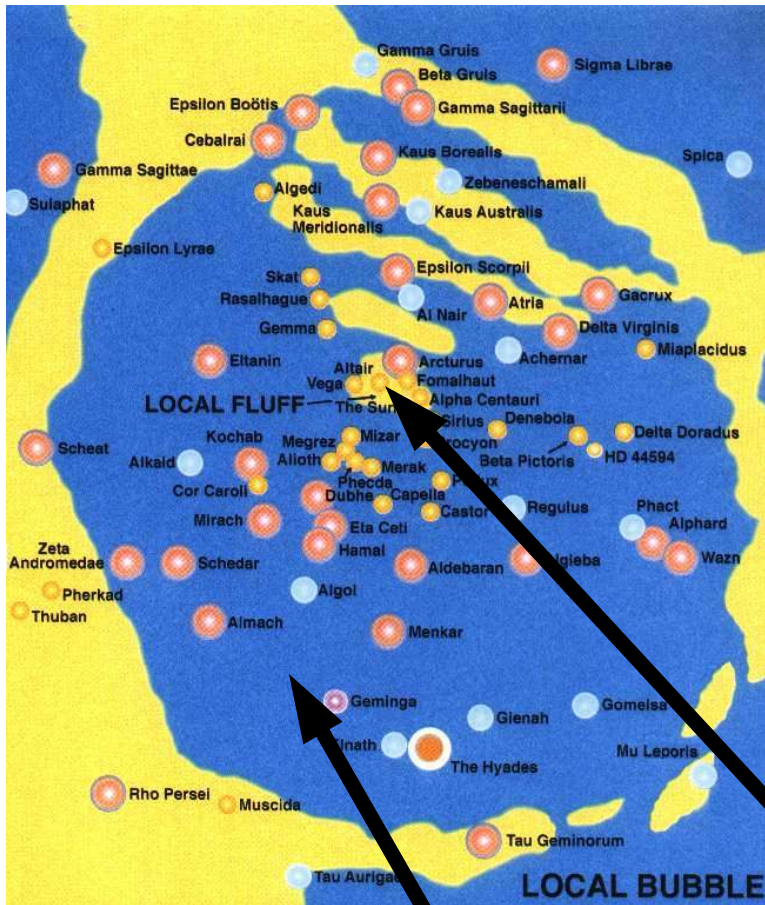 Gamma Gruis
Beta Gruis
Sigma Librae
Epsilon Boötis
Gamma Sagittarii
Cebalrai
Kaus Borealis
Spica
Gamma Sagittae
Zebeneschamali
Algedi
Sulaphat
Kaus
Meridionalis
Kaus Australis
Epsilon Lyrae
Skat
Epsilon Scorpii
Rasalhague
Al Nair
Atria
Gacrux
Gemma
Delta Virginis
Achernar
Miaplacidus
Eltanin
Altair
Arcturus
Vega
Fomalhaut
LOCAL FLUFF
The Sun
Alpha Centauri
Sirius
Denebola
Delta Doradus
Mizar
Megrez
Kochab
Scheat
Alkaid
Alioth
Merak
Beta Pictoris
HD 44594
Phecda
Cor Caroli
Dubhe
Capella
Castor
Regulus
Phact
Alphard
Mirach
Eta Ceti
Hamal
Zeta
Andromedae
Schedar
Aldebaran
Wazn
Pherkad
Algol
Thuban
Almach
Menkar
Geminga
Gienah
Gomeisa
The Hyades
Mu Leporis
Rho Persei
Muscida
Tau Geminorum
LOCAL BUBBLE